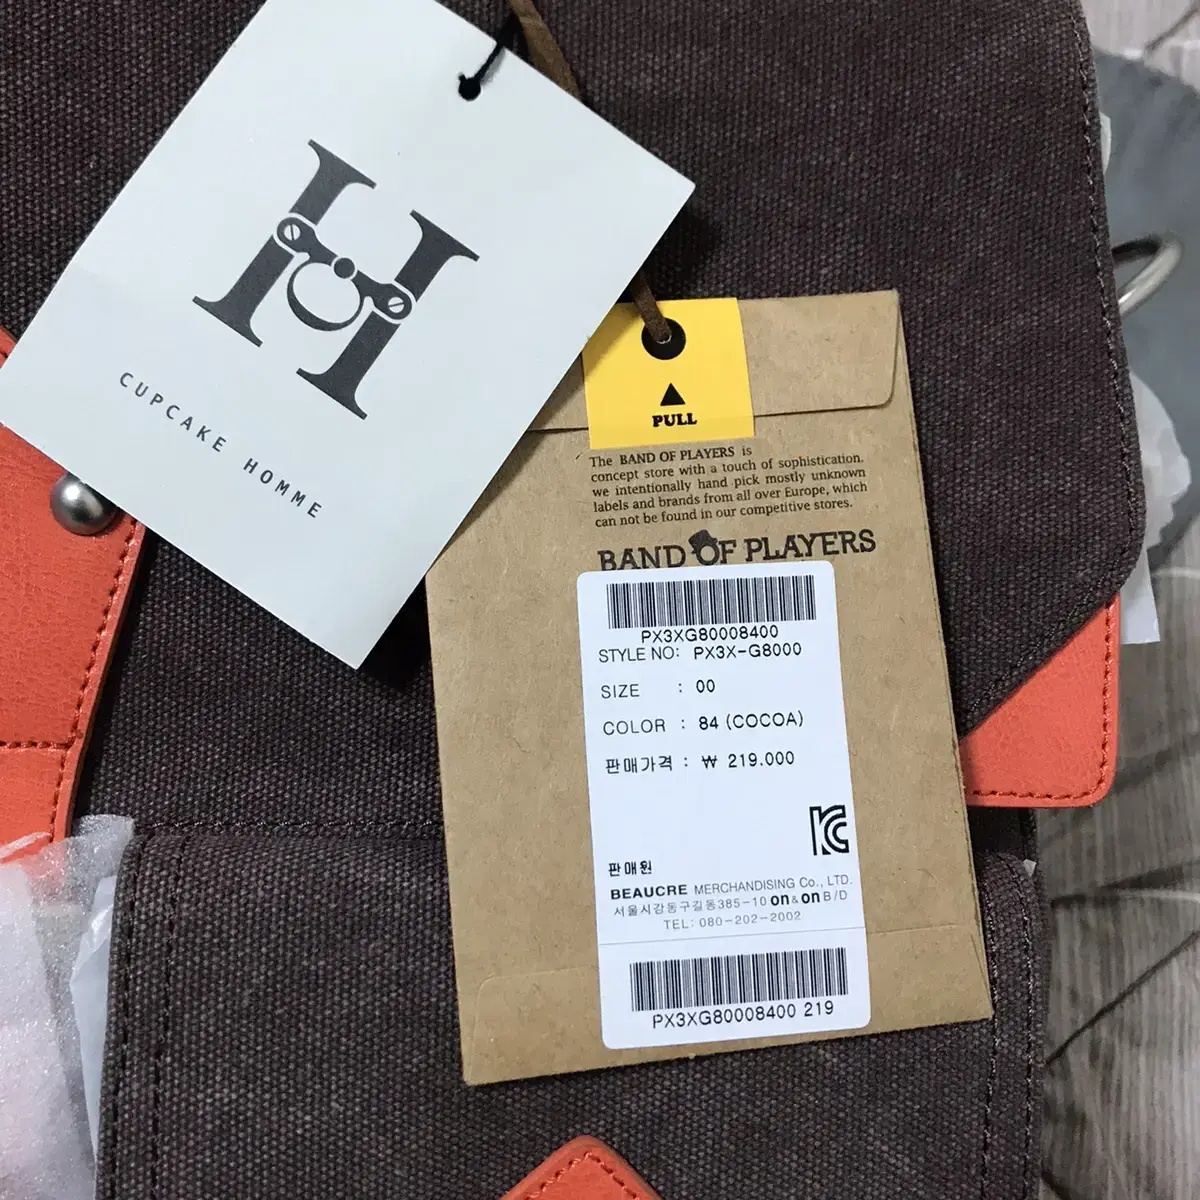 H
CUPCAKE HOMME
PULL
The BAND OF PLAYERS is
concept store with a touch of sophistication.
we intentionally hand pick mostly unknown
labels and brands from all over Europe, which
can not be found in our competitive stores.
BAND OF PLAYERS
PX3XG80008400
STYLE NO: PX3X-G8000
SIZE : 00
COLOR : 84 (COCOA)
판매가격 : ₩ 219.000
판매원
BEAUCRE MERCHANDISING Co., LTD.
서울시강동구길동385-10 on&on B/D
TEL: 080-202-2002
PX3XG80008400 219